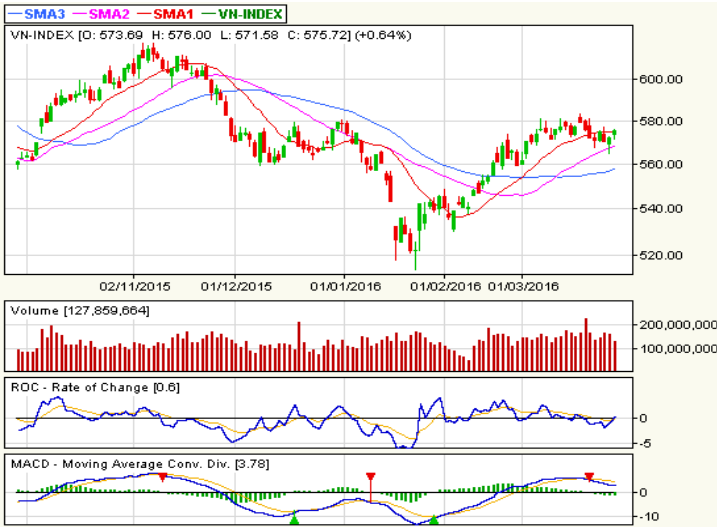 SMA3 SMA2 SMA1 VN-INDEX
VN-INDEX [O: 573.69 H: 576.00 L: 571.58 C: 575.72] (+0.64%)
600.00
580.00
560.00
540.00
520.00
02/11/2015 01/12/2015 01/01/2016 01/02/2016 01/03/2016
Volume [127,859,664]
200,000,000
100,000,000
ROC - Rate of Change [0.6]
0
-5
MACD - Moving Average Conv. Div. [3.78]
0
-10